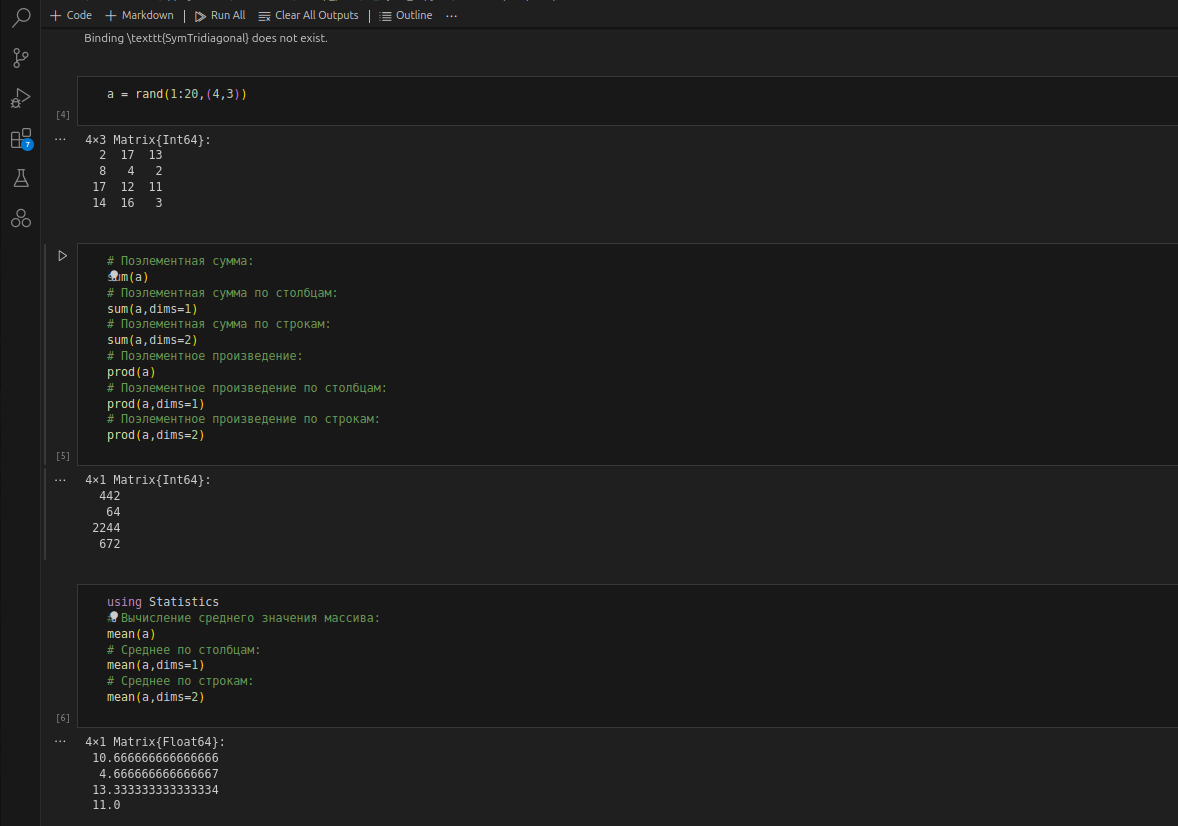 Code Markdown Run All Clear All Outputs Outline ...
Binding \texttt{SymTridiagonal} does not exist.
a = rand(1:20,(4,3))
[4]
... 4×3 Matrix{Int64}:
2 17 13
8 4 2
17 12 11
14 16 3
7
# Поэлементная сумма:
sum(a)
# Поэлементная сумма по столбцам:
sum(a,dims=1)
# Поэлементная сумма по строкам:
sum(a,dims=2)
# Поэлементное произведение:
prod(a)
# Поэлементное произведение по столбцам:
prod(a,dims=1)
# Поэлементное произведение по строкам:
prod(a,dims=2)
[5]
... 4×1 Matrix{Int64}:
442
64
2244
672
using Statistics
# Вычисление среднего значения массива:
mean(a)
# Среднее по столбцам:
mean(a,dims=1)
# Среднее по строкам:
mean(a,dims=2)
[6]
... 4×1 Matrix{Float64}:
10.666666666666666
4.666666666666667
13.333333333333334
11.0